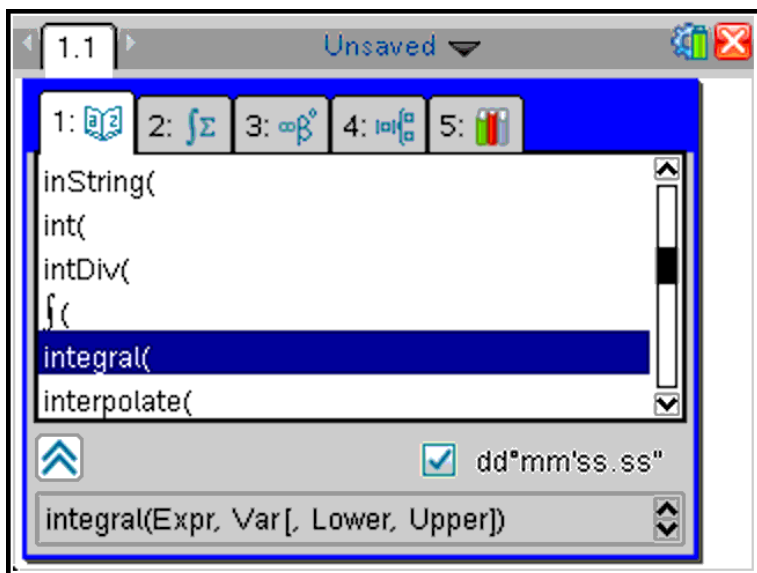 1.1 Unsaved
1: a z 2: ∫Σ 3: ∞β° 4: 5:
inString(
int(
intDiv(
∫(
integral(
interpolate(
dd°mm'ss.ss"
integral(Expr, Var[, Lower, Upper])